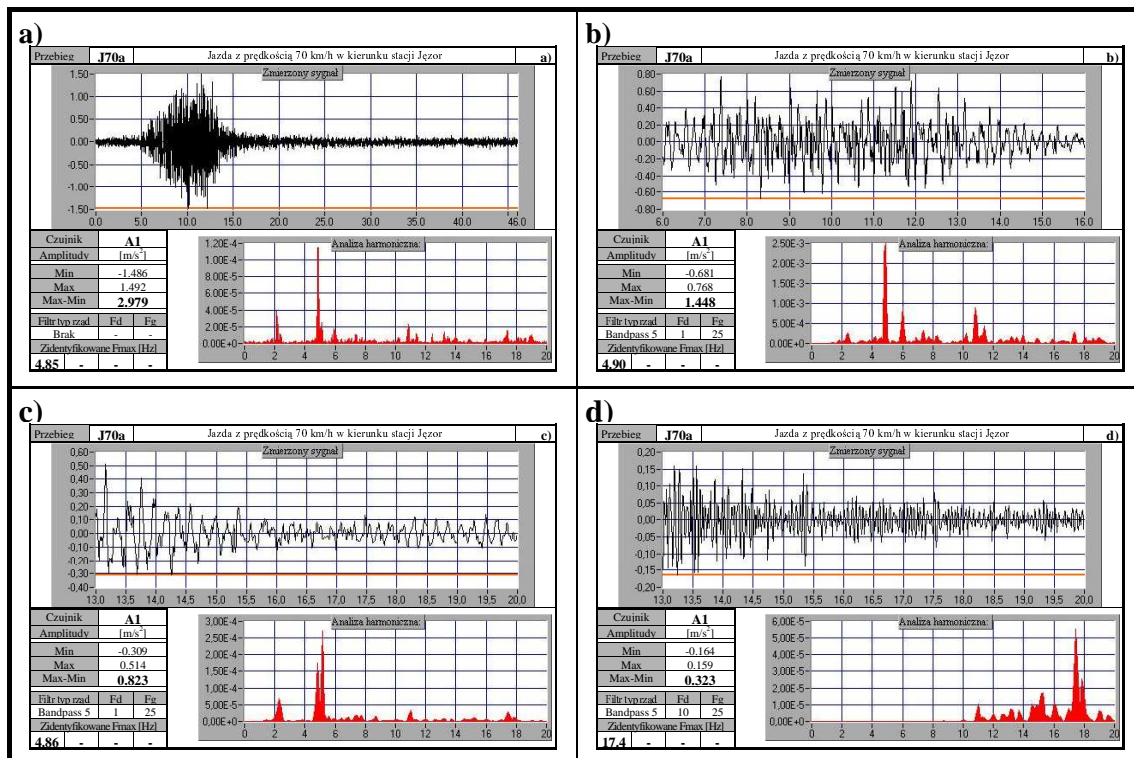 a)
Przebieg J70a Jazda z prędkością 70 km/h w kierunku stacji Jęzor a)
Zmierzony sygnał
1.50
1.00
0.50
0.00
-0.50
-1.00
-1.50
0.0 5.0 10.0 15.0 20.0 25.0 30.0 35.0 40.0 46.0
Czujnik A1
Amplitudy [m/s²]
Min -1.486
Max 1.492
Max-Min 2.979
Filtr typ rząd Fd Fg
Brak - -
Zidentyfikowane Fmax [Hz]
4.85 - - -
Analiza harmoniczna:
1.20E-4
1.00E-4
8.00E-5
6.00E-5
4.00E-5
2.00E-5
0.00E+0
0 2 4 6 8 10 12 14 16 18 20
b)
Przebieg J70a Jazda z prędkością 70 km/h w kierunku stacji Jęzor b)
Zmierzony sygnał
0.80
0.60
0.40
0.20
0.00
-0.20
-0.40
-0.60
-0.80
6.0 7.0 8.0 9.0 10.0 11.0 12.0 13.0 14.0 15.0 16.0
Czujnik A1
Amplitudy [m/s²]
Min -0.681
Max 0.768
Max-Min 1.448
Filtr typ rząd Fd Fg
Bandpass 5 1 25
Zidentyfikowane Fmax [Hz]
4.90 - - -
Analiza harmoniczna:
2.50E-3
2.00E-3
1.50E-3
1.00E-3
5.00E-4
0.00E+0
0 2 4 6 8 10 12 14 16 18 20
c)
Przebieg J70a Jazda z prędkością 70 km/h w kierunku stacji Jęzor c)
Zmierzony sygnał
0,60
0,50
0,40
0,30
0,20
0,10
0,00
-0,10
-0,20
-0,30
-0,40
13,0 13,5 14,0 14,5 15,0 15,5 16,0 16,5 17,0 17,5 18,0 18,5 19,0 19,5 20,0
Czujnik A1
Amplitudy [m/s²]
Min -0.309
Max 0.514
Max-Min 0.823
Filtr typ rząd Fd Fg
Bandpass 5 1 25
Zidentyfikowane Fmax [Hz]
4.86 - - -
Analiza harmoniczna:
3,00E-4
2,50E-4
2,00E-4
1,50E-4
1,00E-4
5,00E-5
0,00E+0
0 2 4 6 8 10 12 14 16 18 20
d)
Przebieg J70a Jazda z prędkością 70 km/h w kierunku stacji Jęzor d)
Zmierzony sygnał
0,20
0,15
0,10
0,05
0,00
-0,05
-0,10
-0,15
-0,20
13,0 13,5 14,0 14,5 15,0 15,5 16,0 16,5 17,0 17,5 18,0 18,5 19,0 19,5 20,0
Czujnik A1
Amplitudy [m/s²]
Min -0.164
Max 0.159
Max-Min 0.323
Filtr typ rząd Fd Fg
Bandpass 5 10 25
Zidentyfikowane Fmax [Hz]
17.4 - - -
Analiza harmoniczna:
6,00E-5
5,00E-5
4,00E-5
3,00E-5
2,00E-5
1,00E-5
0,00E+0
0 2 4 6 8 10 12 14 16 18 20